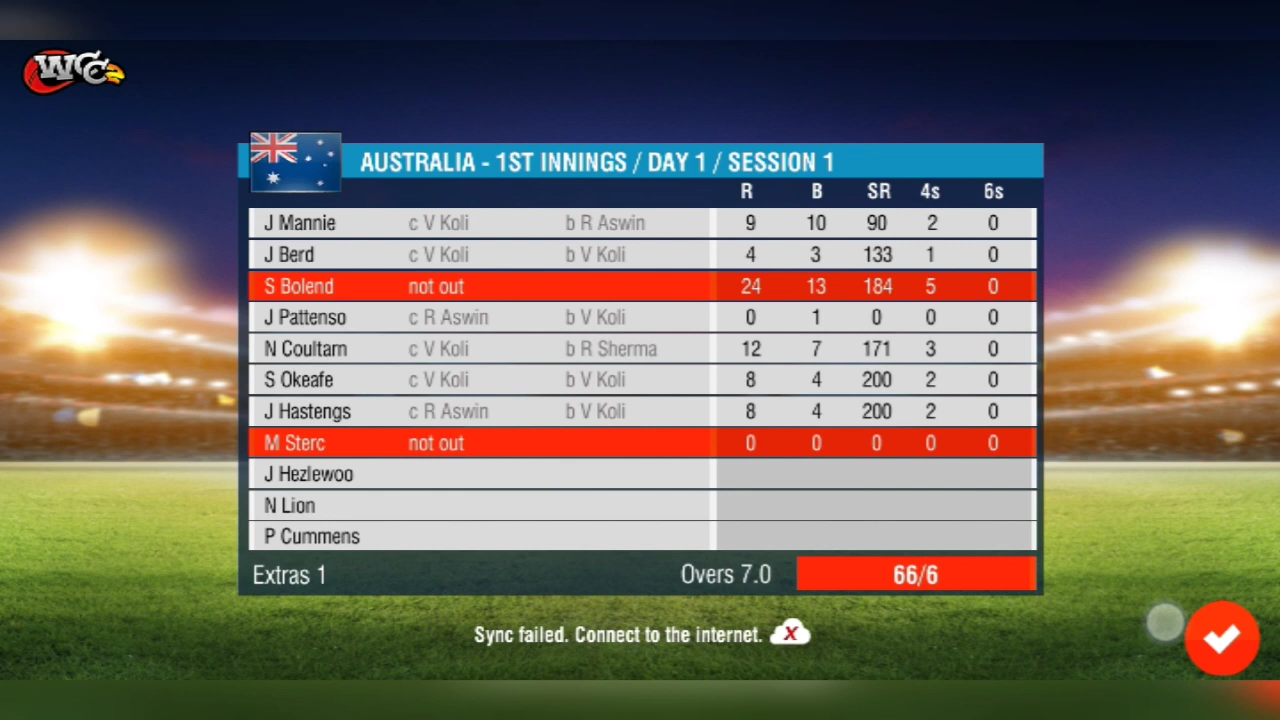 WCC
AUSTRALIA - 1ST INNINGS / DAY 1 / SESSION 1
R B SR 4s 6s
J Mannie c V Koli b R Aswin 9 10 90 2 0
J Berd c V Koli b V Koli 4 3 133 1 0
S Bolend not out 24 13 184 5 0
J Pattenso c R Aswin b V Koli 0 1 0 0 0
N Coultarn c V Koli b R Sherma 12 7 171 3 0
S Okeafe c V Koli b V Koli 8 4 200 2 0
J Hastengs c R Aswin b V Koli 8 4 200 2 0
M Sterc not out 0 0 0 0 0
J Hezlewoo
N Lion
P Cummens
Extras 1 Overs 7.0 66/6
Sync failed. Connect to the internet. X